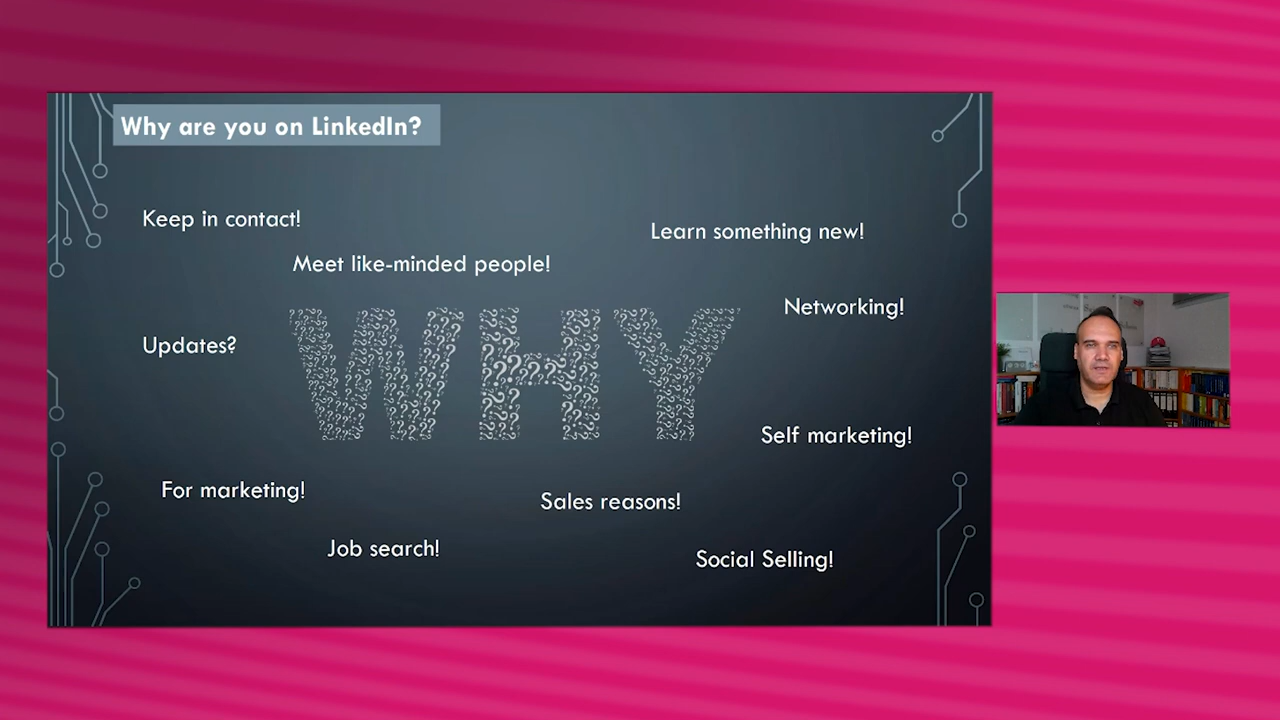 Why are you on LinkedIn?
Keep in contact!
Learn something new!
Meet like-minded people!
Networking!
WHY
Updates?
Self marketing!
For marketing!
Sales reasons!
Job search!
Social Selling!